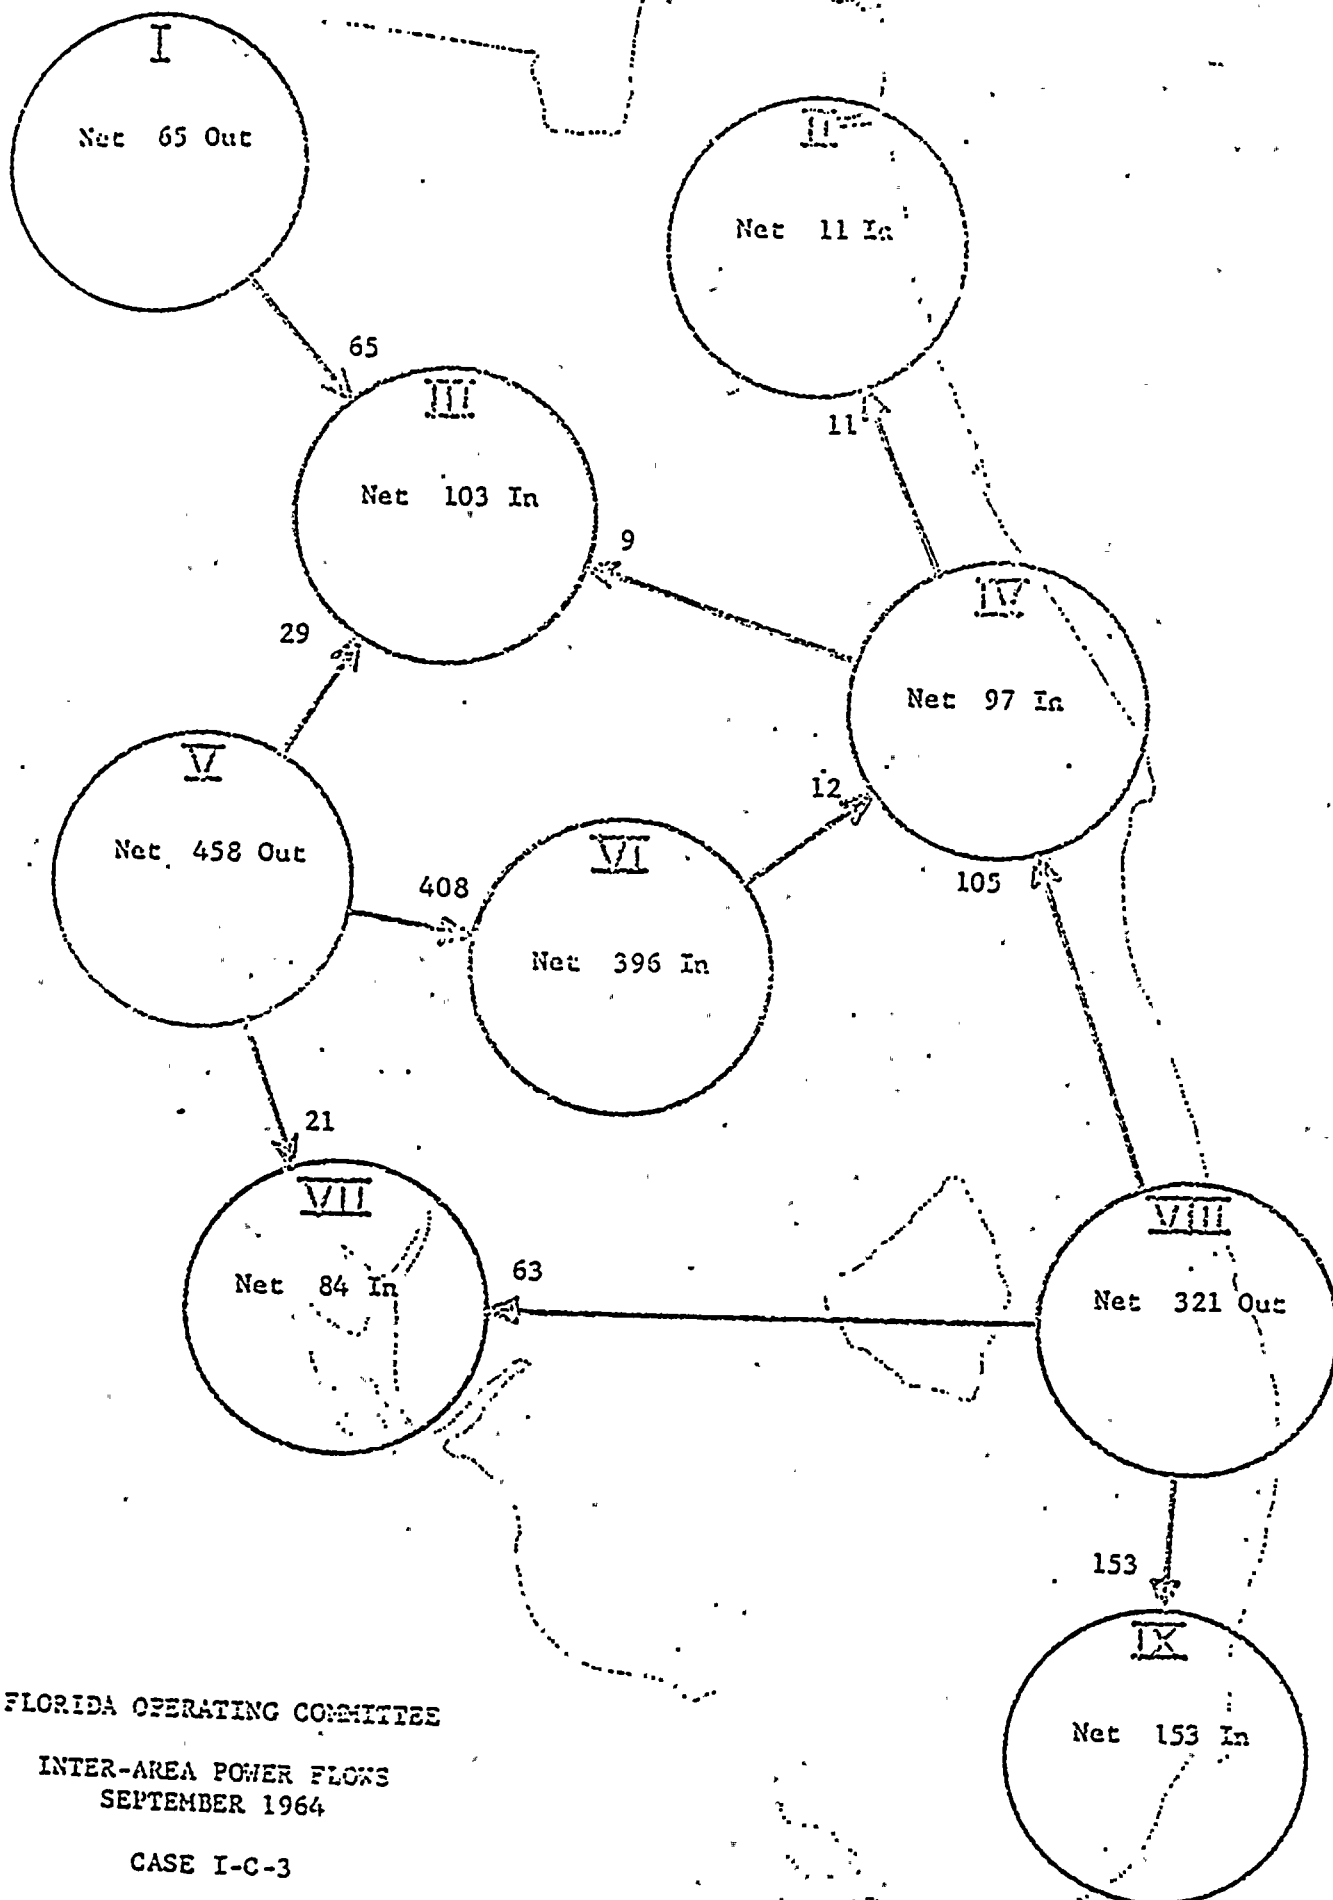 I
Net 65 Out
II
Net 11 In
65
III
Net 103 In
11
9
IV
Net 97 In
29
V
Net 458 Out
12
VI
Net 396 In
408
105
21
VII
Net 84 In
63
VIII
Net 321 Out
153
IX
Net 153 In
FLORIDA OPERATING COMMITTEE
INTER-AREA POWER FLOWS
SEPTEMBER 1964
CASE I-C-3